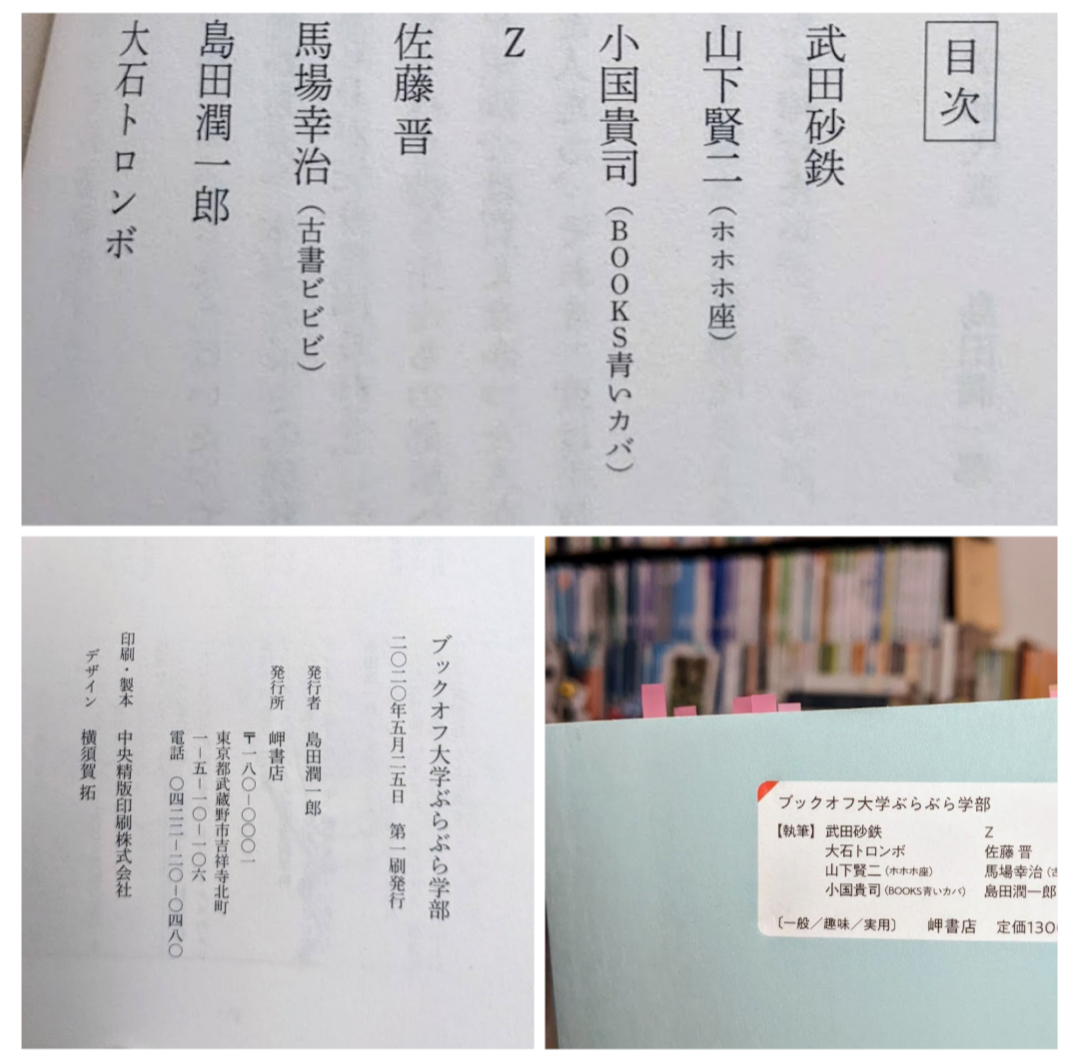 目次
武田砂鉄
山下賢二(ホホホ座)
小国貴司(BOOKS青いカバ)
Z
佐藤 晋
馬場幸治(古書ビビビ)
島田潤一郎
大石トロンボ
ブックオフ大学ぶらぶら学部
二〇二〇年五月二五日 第一刷発行
発行者 島田潤一郎
発行所 岬書店
〒一八〇-〇〇〇一
東京都武蔵野市吉祥寺北町
一-五-一〇-一〇六
電話 〇四二二-二〇-〇四八〇
印刷・製本 中央精版印刷株式会社
デザイン 横須賀 拓
ブックオフ大学ぶらぶら学部
【執筆】武田砂鉄 Z
大石トロンボ 佐藤 晋
山下賢二(ホホホ座) 馬場幸治(古
小国貴司(BOOKS青いカバ) 島田潤一郎
〔一般/趣味/実用〕 岬書店 定価130